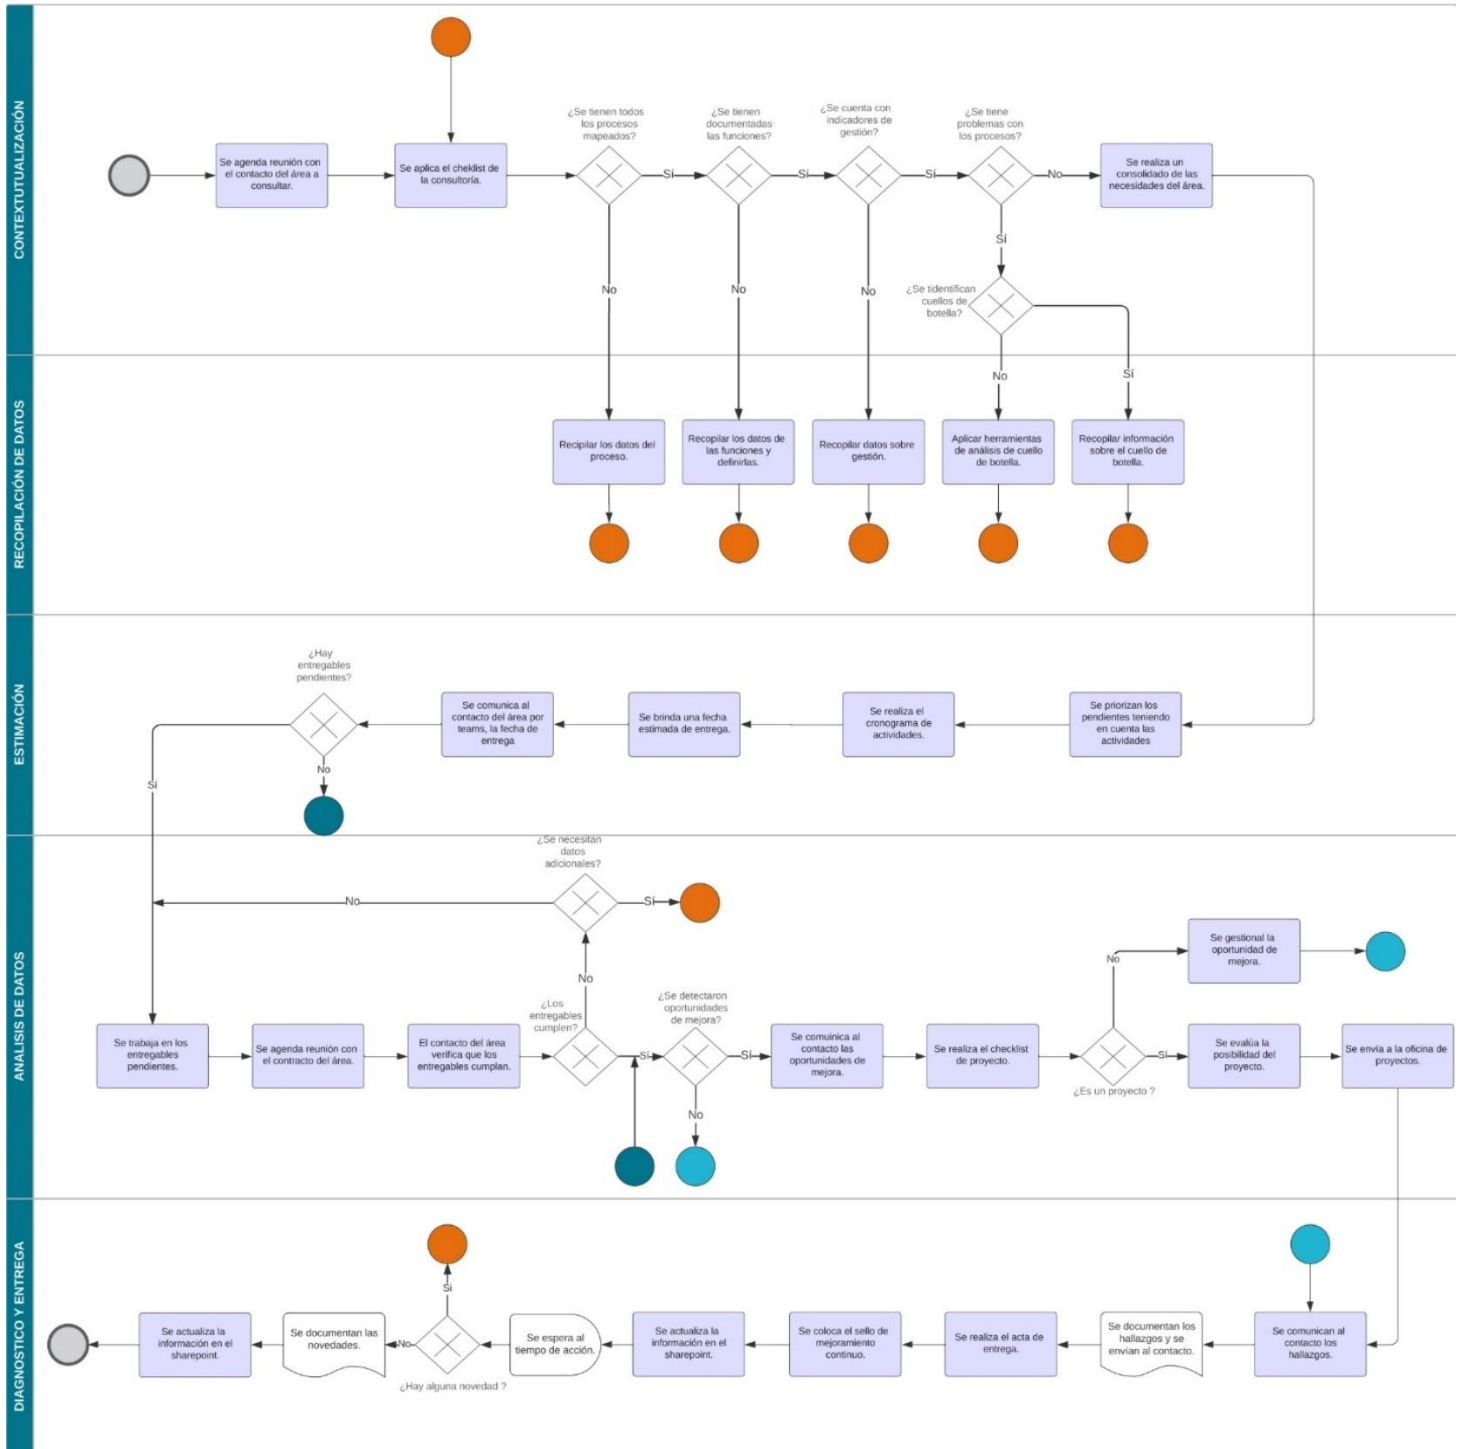 CONTEXTUTUALIZACIÓN
¿Se tienen todos
los procesos
mapeados?
¿Se tienen
documentadas
las funciones?
¿Se cuenta con
indicadores de
gestión?
¿Se tiene
problemas con
los procesos?
Se agenda reunión con
el contacto del área a
consultar.
Se aplica el cheklist de
la consultoría.
Sí
Sí
Sí
No
Se realiza un
consolidado de las
necesidades del área.
Sí
No
No
No
¿Se tidentifican
cuellos de
botella?
RECOPILACIÓN DE DATOS
No
Sí
Recipilar los datos del
proceso.
Recopilar los datos de
las funciones y
definirlas.
Recopilar datos sobre
gestión.
Aplicar herramientas
de análisis de cuello
de botella.
Recopilar información
sobre el cuello de
botella.
ESTIMACIÓN
¿Hay
entregables
pendientes?
Se comunica al
contacto del área por
teams, la fecha de
entrega
Se brinda una fecha
estimada de entrega.
Se realiza el
cronograma de
actividades.
Se priorizan los
pendientes teniendo
en cuenta las
actividades
No
Sí
ANALISIS DE DATOS
¿Se necesitan
datos
adicionales?
No
Sí
No
¿Los
entregables
cumplen?
¿Se detectaron
oportunidades
de mejora?
No
Se gestional la
oportunidad de
mejora.
Se trabaja en los
entregables
pendientes.
Se agenda reunión con
el contracto del área.
El contacto del área
verifica que los
entregables cumplan.
Sí
Sí
Se comuinica al
contacto las
oportunidades de
mejora.
Se realiza el checklist
de proyecto.
Sí
Se evalúa la
posibilidad del
proyecto.
Se envía a la oficina de
proyectos.
¿Es un proyecto ?
No
DIAGNOSTICO Y ENTREGA
Si
Se actualiza la
información en el
sharepoint.
Se documentan las
novedades.
No
Se espera al
tiempo de acción.
Se actualiza la
información en el
sharepoint.
Se coloca el sello de
mejoramiento
continuo.
Se realiza el acta de
entrega.
Se documentan los
hallazgos y se
envían al contacto.
Se comunican al
contacto los
hallazgos.
¿Hay alguna novedad ?